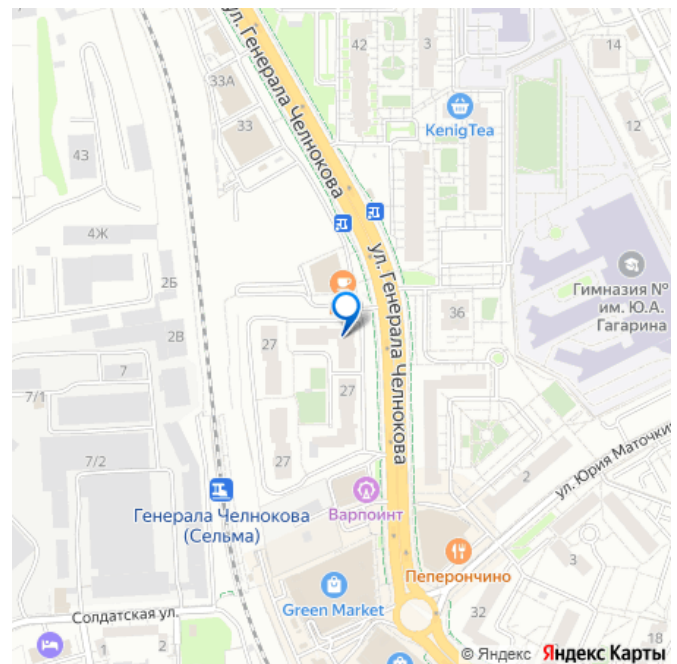 ул. Генерала Челнокова
42
3
14
33А
33
KenigTea
12
43
4Ж
ул. Генерала Челнокова
Гимназия №
им. Ю.А.
Гагарина
2Б
36
2В
27
7
27
7/1
7/2
27
2
ул. Юрия Маточки
Генерала Челнокова
(Сельма)
Варпоинт
Пеперончино
3
Green Market
32
Солдатская ул.
18
1
2
© Яндекс Яндекс Карты